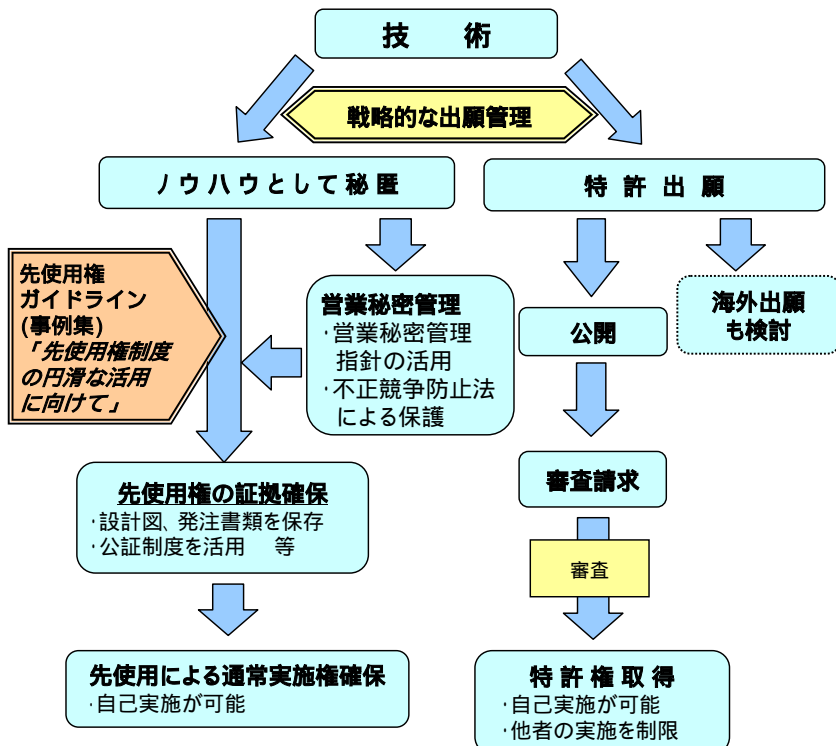 技 術
戦略的な出願管理
ノウハウとして秘匿
特 許 出 願
先使用権
ガイドライン
(事例集)
「先使用権制度
の円滑な活用
に向けて」
営業秘密管理
・営業秘密管理
指針の活用
・不正競争防止法
による保護
公開
海外出願
も検討
先使用権の証拠確保
・設計図、発注書類を保存
・公証制度を活用 等
審査請求
審査
先使用による通常実施権確保
・自己実施が可能
特 許 権 取 得
・自己実施が可能
・他者の実施を制限